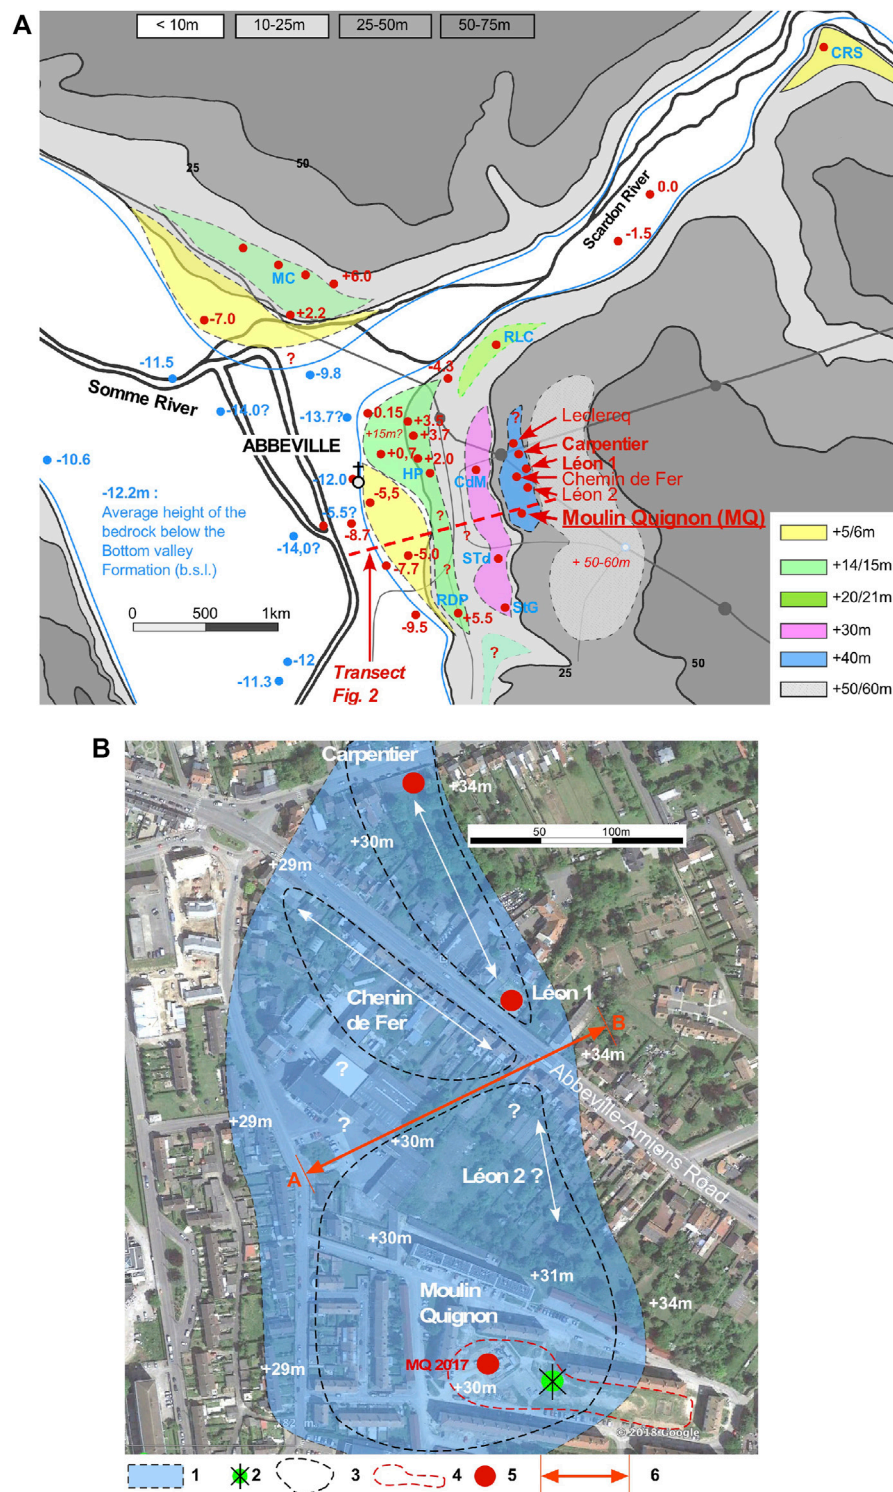 A
< 10m
10-25m
25-50m
50-75m
CRS
50
25
0.0
Scardon River
-1.5
MC
+6.0
+2.2
-7.0
?
RLC
-4.3
-11.5
-9.8
Somme River
-14.0?
-13.7?
+0.15
+3.5
+15m?
+3.7
?
Leclercq
ABBEVILLE
Carpentier
+0.7
+2.0
Léon 1
-10.6
HP
CdM
Chemin de Fer
-12.0
-5,5
Léon 2
-12.2m :
Average height of the
bedrock below the
Bottom valley
Formation (b.s.l.)
-5.5?
?
Moulin Quignon (MQ)
-8.7
?
-14,0?
-5.0
STd
+ 50-60m
-7.7
?
+5/6m
+14/15m
+20/21m
+30m
+40m
+50/60m
0
500
1km
RDP
StG
+5.5
-9.5
?
-12
-11.3
Transect
Fig. 2
25
50
B
Carpentier
+34m
50
100m
+30m
+29m
Léon 1
Chenin
de Fer
B
+34m
?
?
Abbeville-Amiens Road
+29m
?
+30m
A
Léon 2 ?
+30m
+31m
Moulin
Quignon
+34m
+29m
MQ 2017
+30m
182 m
© 2018 Google
1
2
3
4
5
6